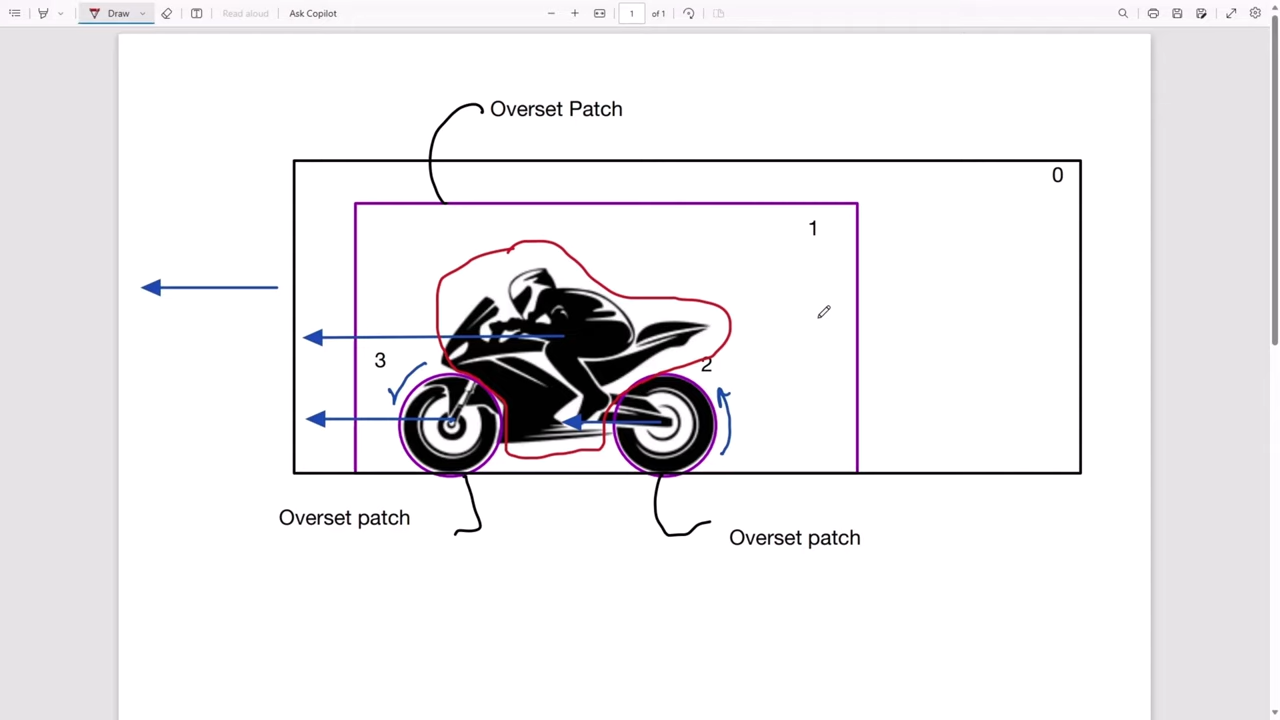 Draw
Read aloud
Ask Copilot
1
of 1
Overset Patch
0
1
3
2
Overset patch
Overset patch